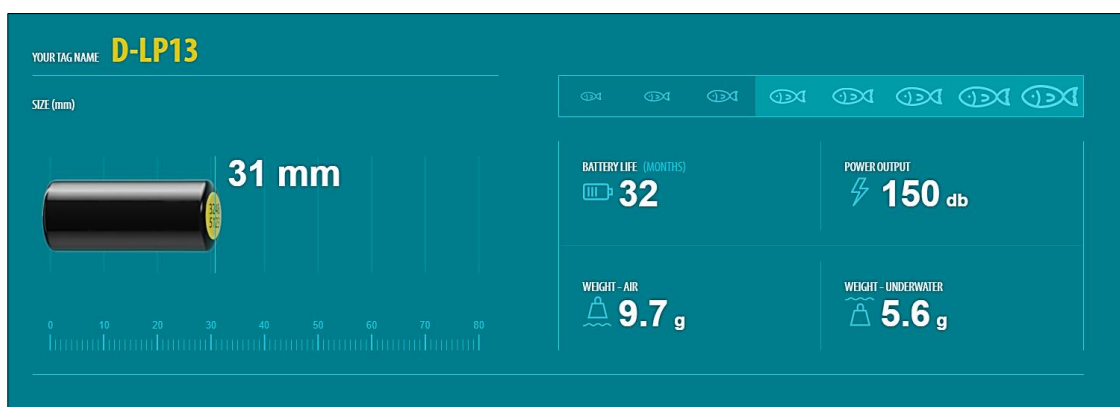 YOUR TAG NAME D-LP13
SIZE (mm)
31 mm
0 10 20 30 40 50 60 70 80
BATTERY LIFE (MONTHS)
32
POWER OUTPUT
150 db
WEIGHT - AIR
9.7 g
WEIGHT - UNDERWATER
5.6 g